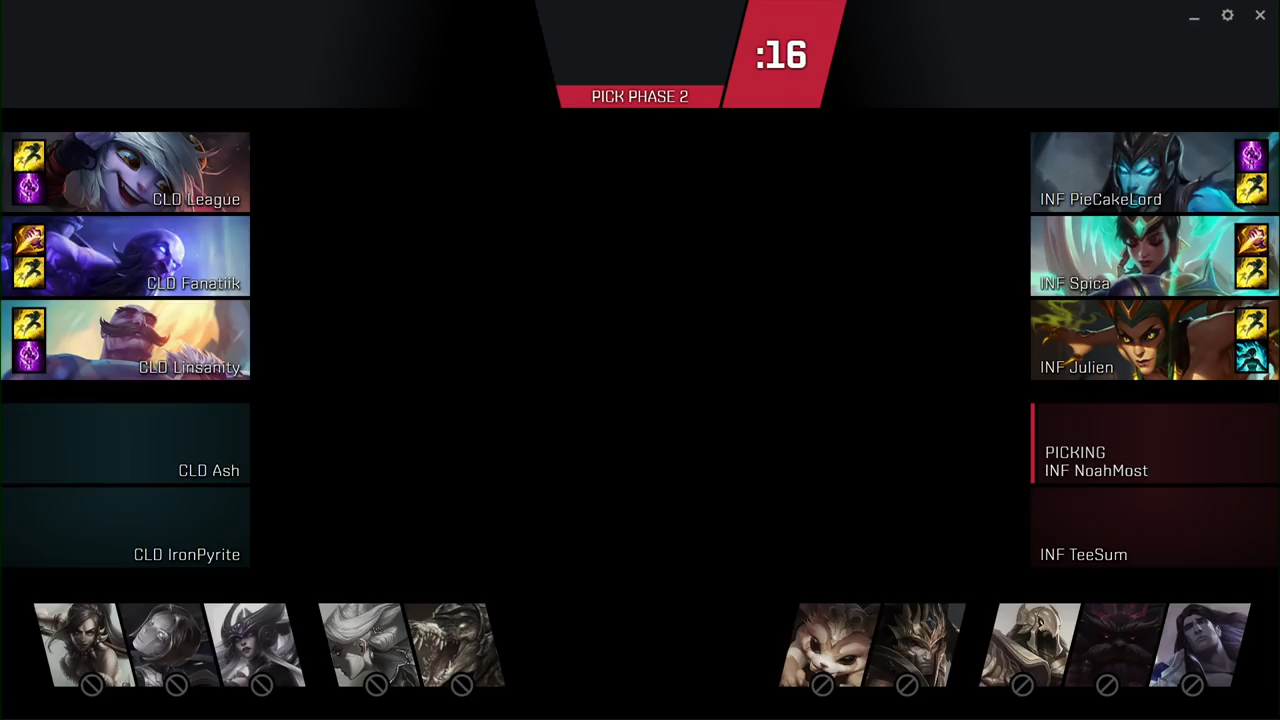 :16
PICK PHASE 2
CLD League
CLD Fanatiik
CLD Linsanity
CLD Ash
CLD IronPyrite
INF PieCakeLord
INF Spica
INF Julien
PICKING
INF NoahMost
INF TeeSum